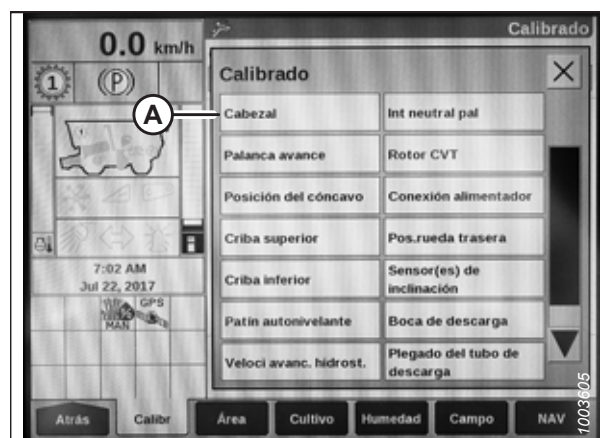 0.0 km/h
Calibrado
1
(P)
Calibrado
A
Cabezal
Int neutral pal
Palanca avance
Rotor CVT
Posición del cóncavo
Conexión alimentador
Criba superior
Pos.rueda trasera
Criba inferior
Sensor(es) de
inclinación
Patín autonivelante
Boca de descarga
Veloci avanc. hidrost.
Plegado del tubo de
descarga
7:02 AM
Jul 22, 2017
GPS
MAN
Atrás
Calibr
Área
Cultivo
Humedad
Campo
NAV
1003605